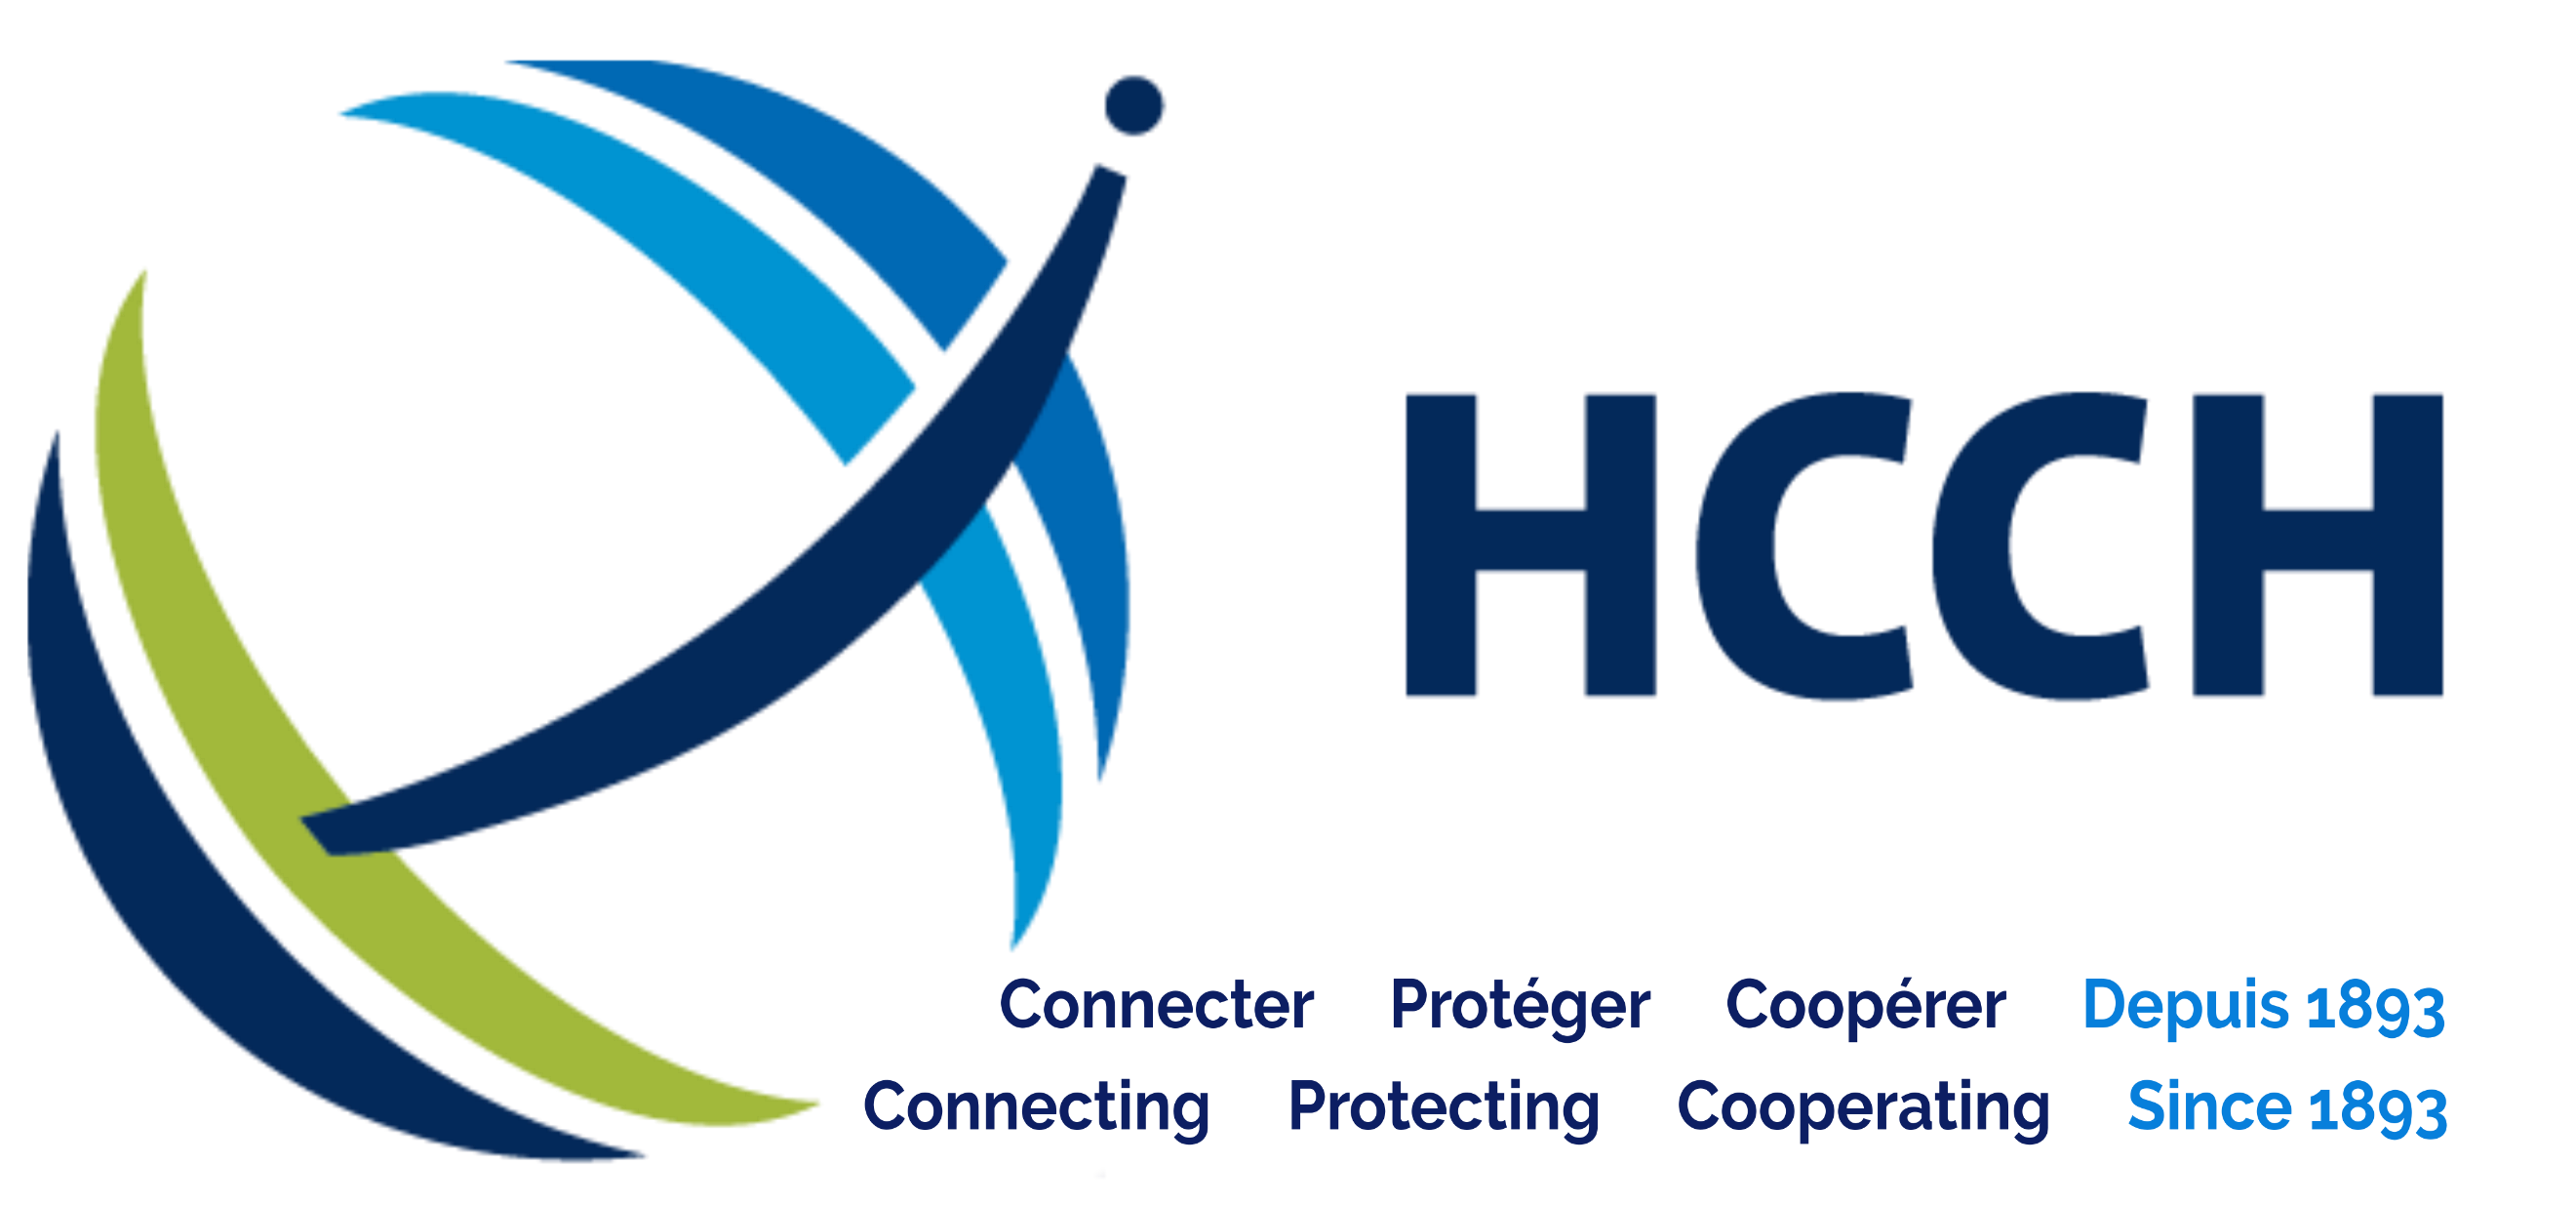 HCCH
Connecter Protéger Coopérer Depuis 1893
Connecting Protecting Cooperating Since 1893